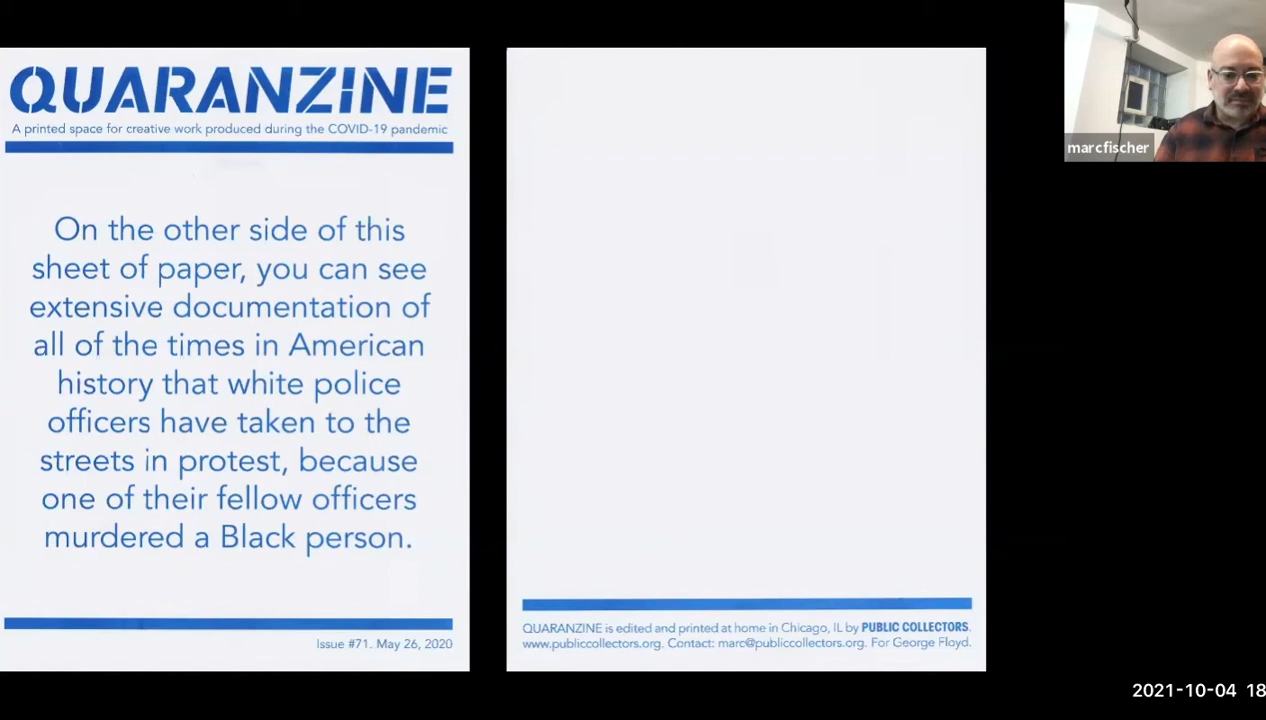 QUARANZINE
A printed space for creative work produced during the COVID-19 pandemic
On the other side of this
sheet of paper, you can see
extensive documentation of
all of the times in American
history that white police
officers have taken to the
streets in protest, because
one of their fellow officers
murdered a Black person.
Issue #71. May 26, 2020
QUARANZINE is edited and printed at home in Chicago, IL by PUBLIC COLLECTORS.
www.publiccollectors.org. Contact: marc@publiccollectors.org. For George Floyd.
marcfischer
2021-10-04 18